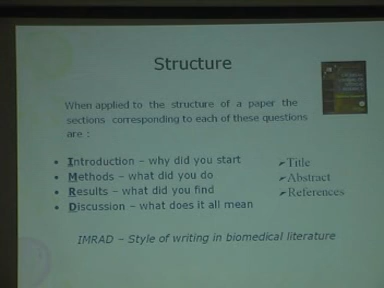 Structure
When applied to the structure of a paper the
sections corresponding to each of these questions
are :
• Introduction – why did you start
• Methods – what did you do
• Results – what did you find
• Discussion – what does it all mean
➢Title
➢Abstract
➢References
IMRAD – Style of writing in biomedical literature